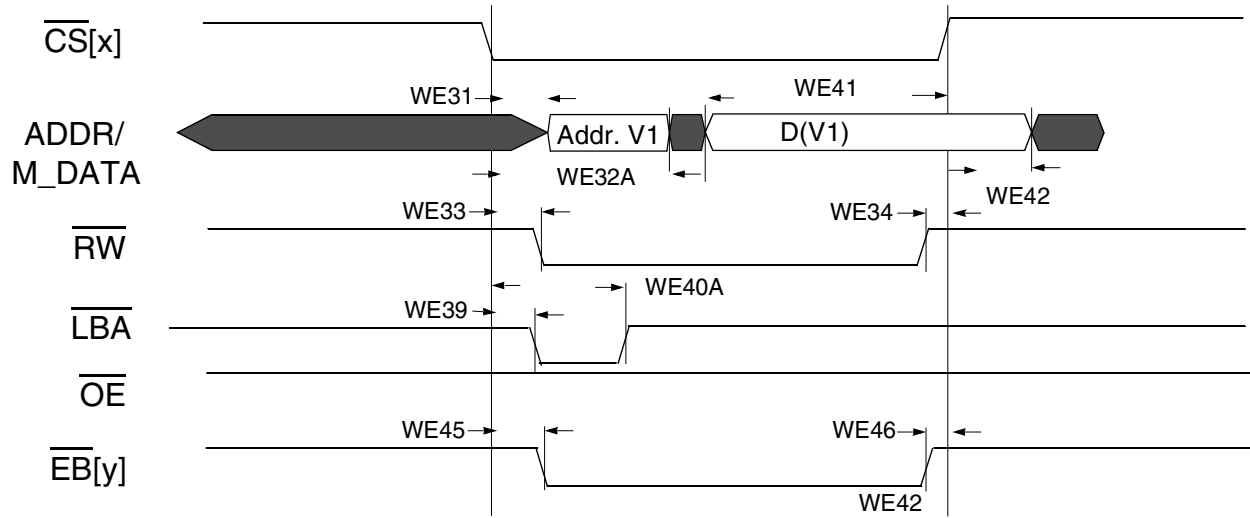 CS[x]
WE31
WE41
ADDR/
M_DATA
Addr. V1
D(V1)
WE32A
WE42
WE33
WE34
RW
WE40A
WE39
LBA
OE
WE45
WE46
EB[y]
WE42